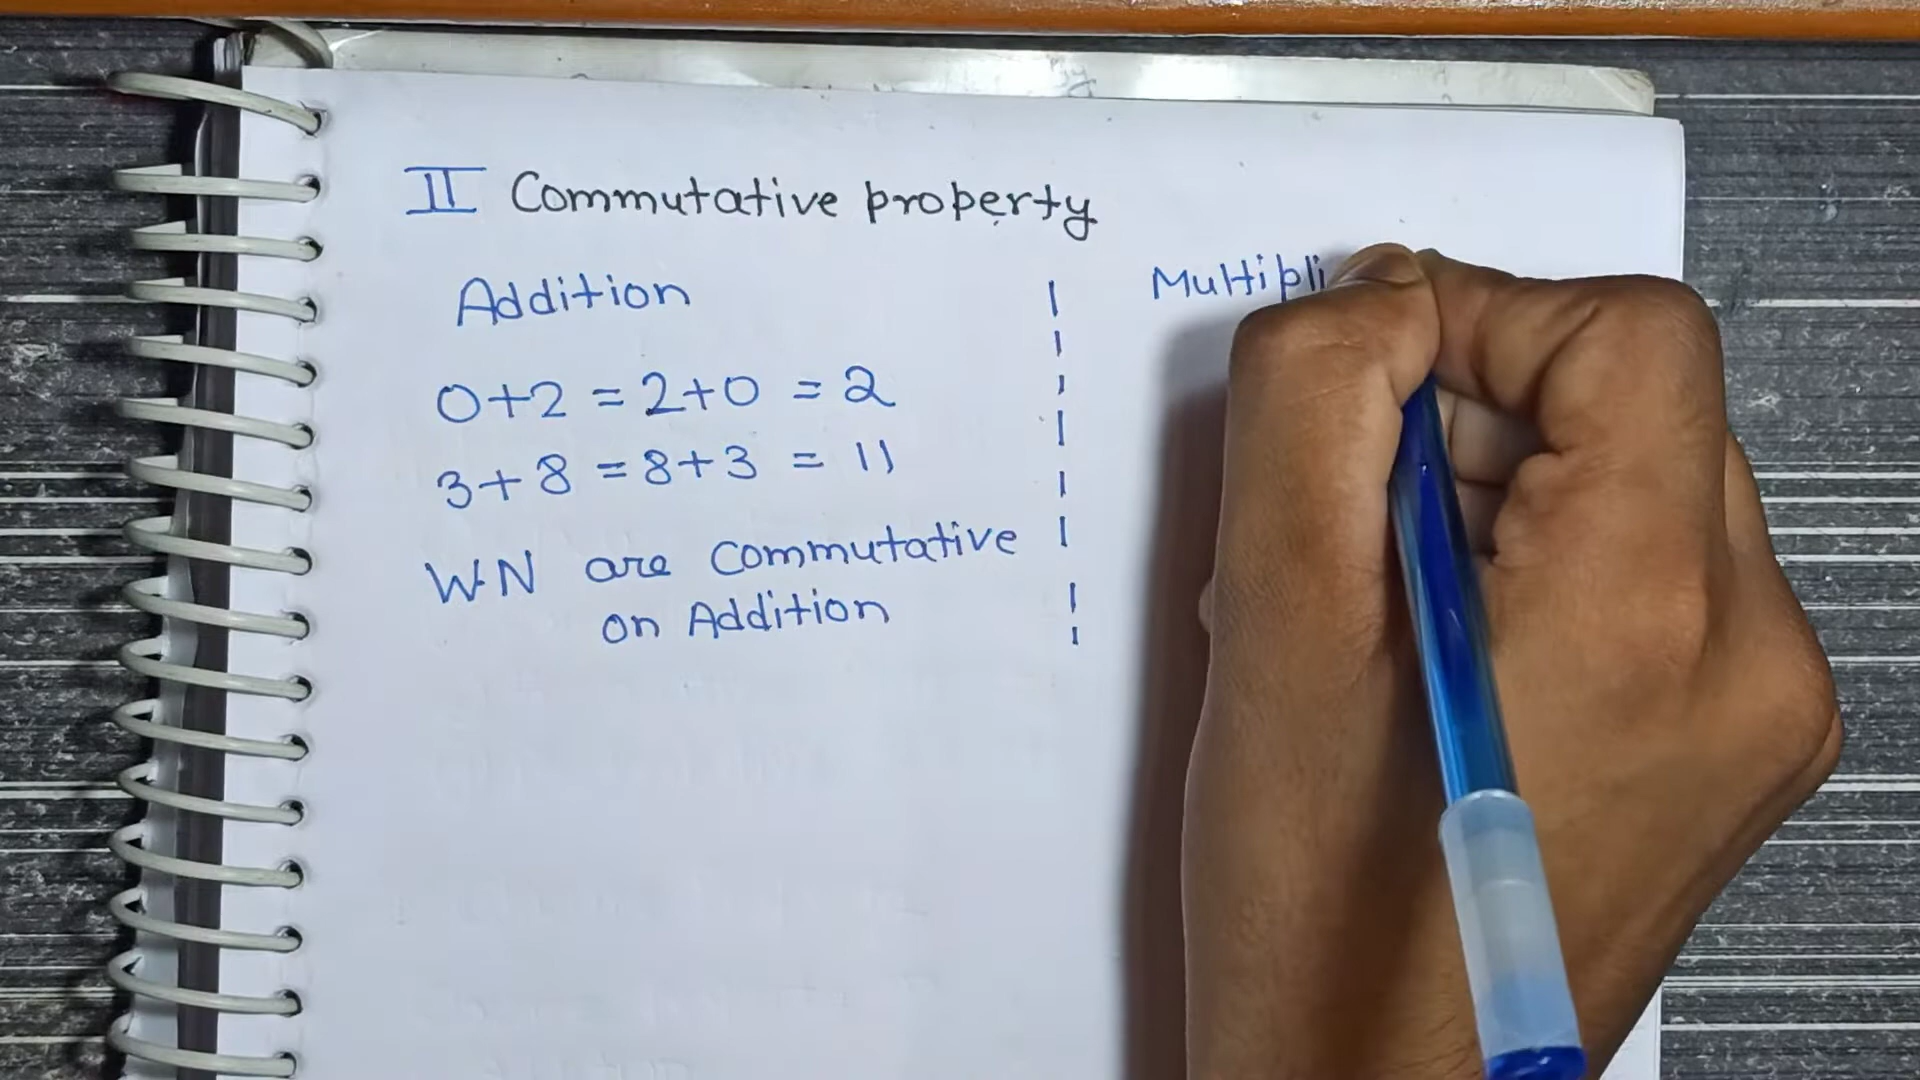 II Commutative property
Addition
0+2 = 2+0 = 2
3+8 = 8+3 = 11
W.N are commutative
on Addition
Multipli